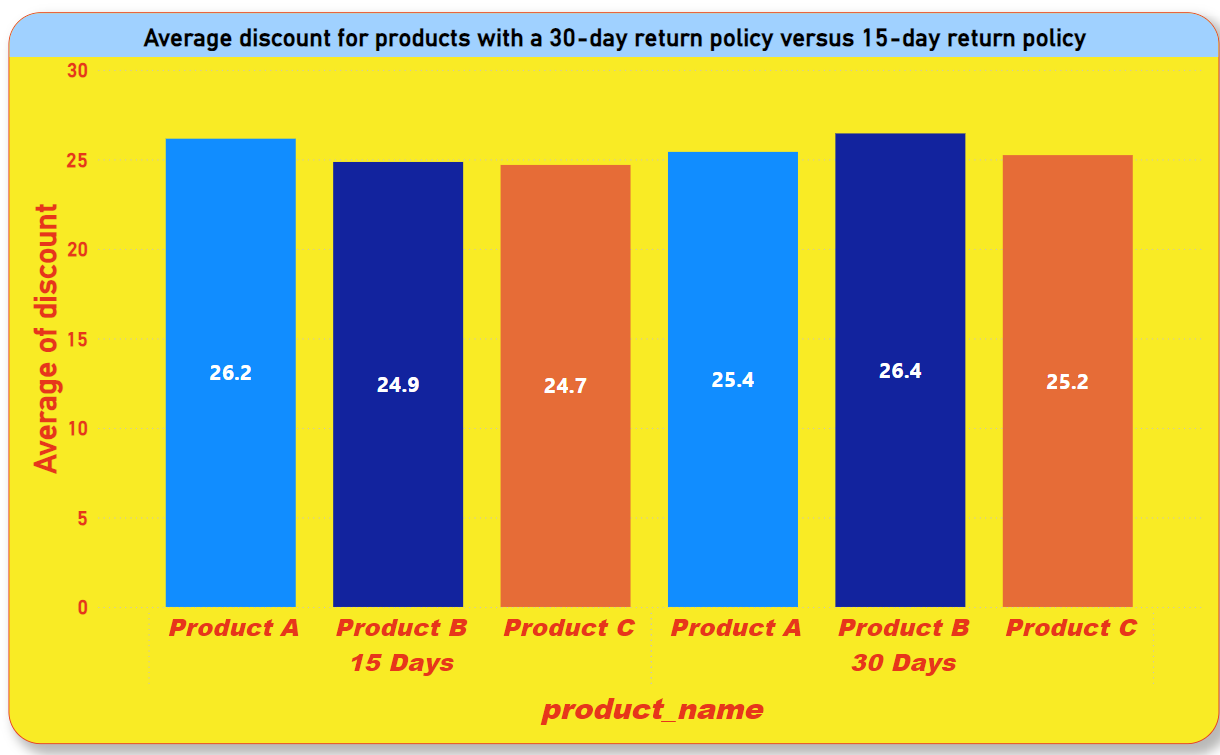 Average discount for products with a 30-day return policy versus 15-day return policy
30
25
20
15
10
5
0
Average of discount
26.2
24.9
24.7
25.4
26.4
25.2
Product A
Product B
Product C
Product A
Product B
Product C
15 Days
30 Days
product_name